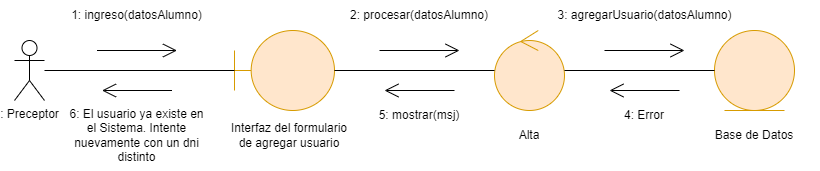 1: ingreso(datosAlumno)
2: procesar(datosAlumno)
3: agregarUsuario(datosAlumno)
: Preceptor
6: El usuario ya existe en
el Sistema. Intente
nuevamente con un dni
distinto
Interfaz del formulario
de agregar usuario
5: mostrar(msj)
Alta
4: Error
Base de Datos